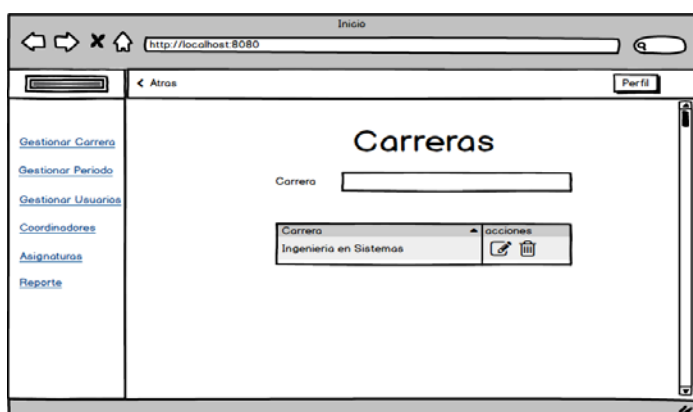 Inicio
http://localhost:8080
Atras
Perfil
Gestionar Carrera
Gestionar Periodo
Gestionar Usuarios
Coordinadores
Asignaturas
Reporte
Carreras
Carrera
Carrera acciones
Ingenieria en Sistemas